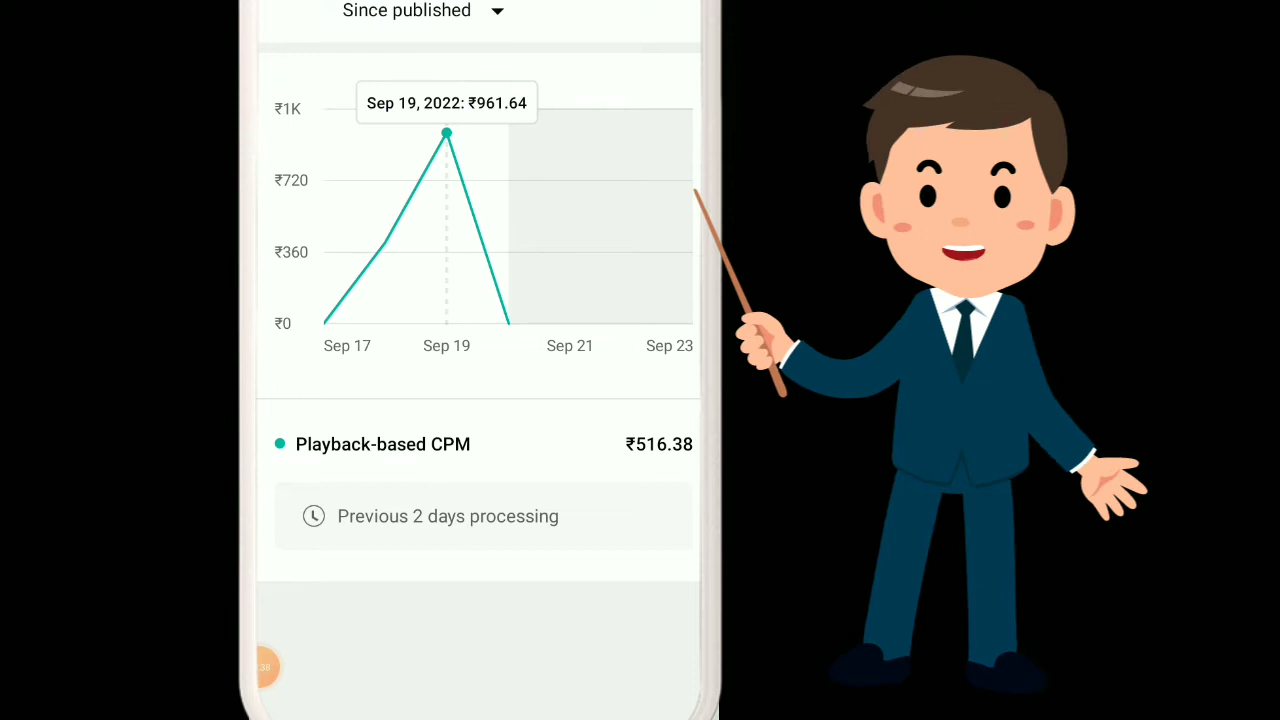 Since published
Sep 19, 2022: ₹961.64
₹1K
₹720
₹360
₹0
Sep 17
Sep 19
Sep 21
Sep 23
Playback-based CPM
₹516.38
Previous 2 days processing